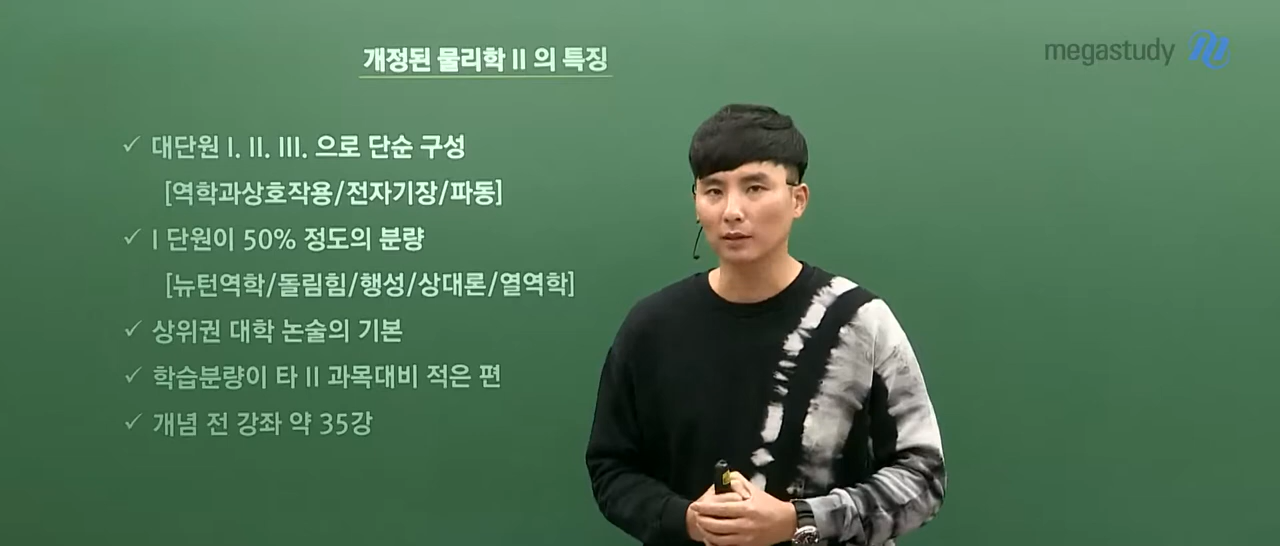 개정된 물리학 II 의 특징
megastudy
✓ 대단원 I. II. III. 으로 단순 구성
[역학과상호작용/전자기장/파동]
✓ I 단원이 50% 정도의 분량
[뉴턴역학/돌림힘/행성/상대론/열역학]
✓ 상위권 대학 논술의 기본
✓ 학습분량이 타 II 과목대비 적은 편
✓ 개념 전 강좌 약 35강